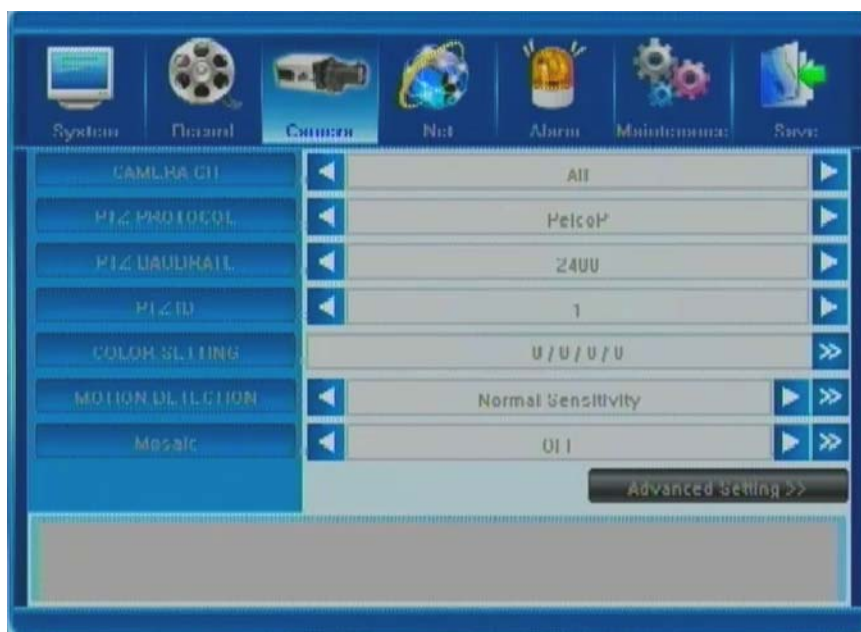 System Record Camera Net Alarm Maintenance Save
CAMERA CH All
PTZ PROTOCOL PelcoP
PTZ BAUDRATE 2400
PTZ ID 1
COLOR SETTING 0 / 0 / 0 / 0
MOTION DETECTION Normal Sensitivity
Mosaic OFF
Advanced Setting >>